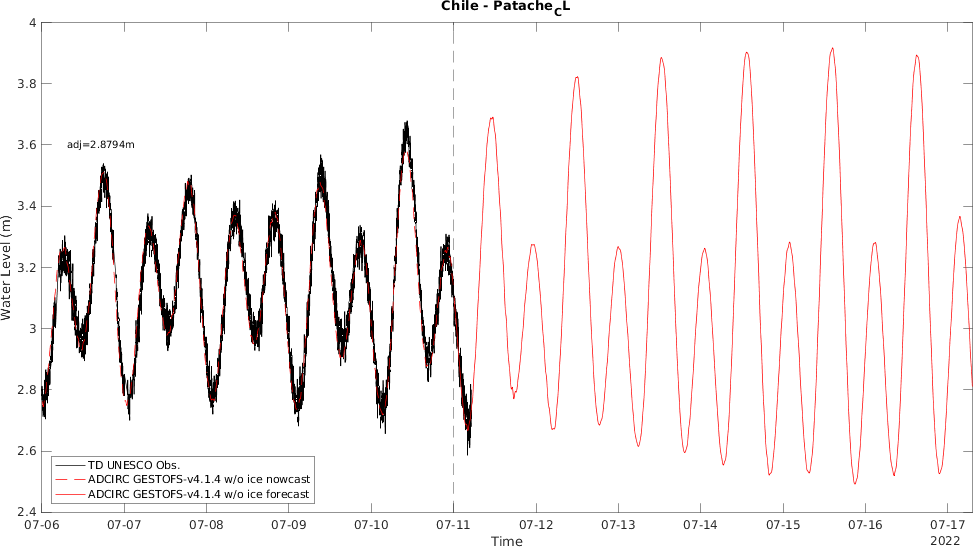 Chile - Patache_CL
4
3.8
3.6
3.4
3.2
3
2.8
2.6
2.4
Water Level (m)
adj=2.8794m
TD UNESCO Obs.
ADCIRC GESTOFS-v4.1.4 w/o ice nowcast
ADCIRC GESTOFS-v4.1.4 w/o ice forecast
07-06 07-07 07-08 07-09 07-10 07-11 07-12 07-13 07-14 07-15 07-16 07-17
Time
2022